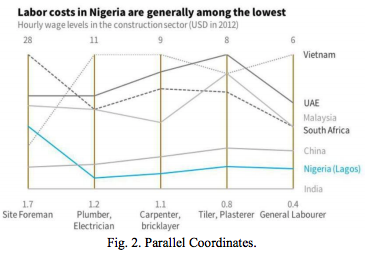 Labor costs in Nigeria are generally among the lowest
Hourly wage levels in the construction sector (USD in 2012)
28 11 9 8 6
Vietnam
UAE
Malaysia
South Africa
China
Nigeria (Lagos)
India
1.7 1.2 1.1 0.8 0.4
Site Foreman Plumber, Carpenter, Tiler, Plasterer General Labourer
Electrician bricklayer
Fig. 2. Parallel Coordinates.